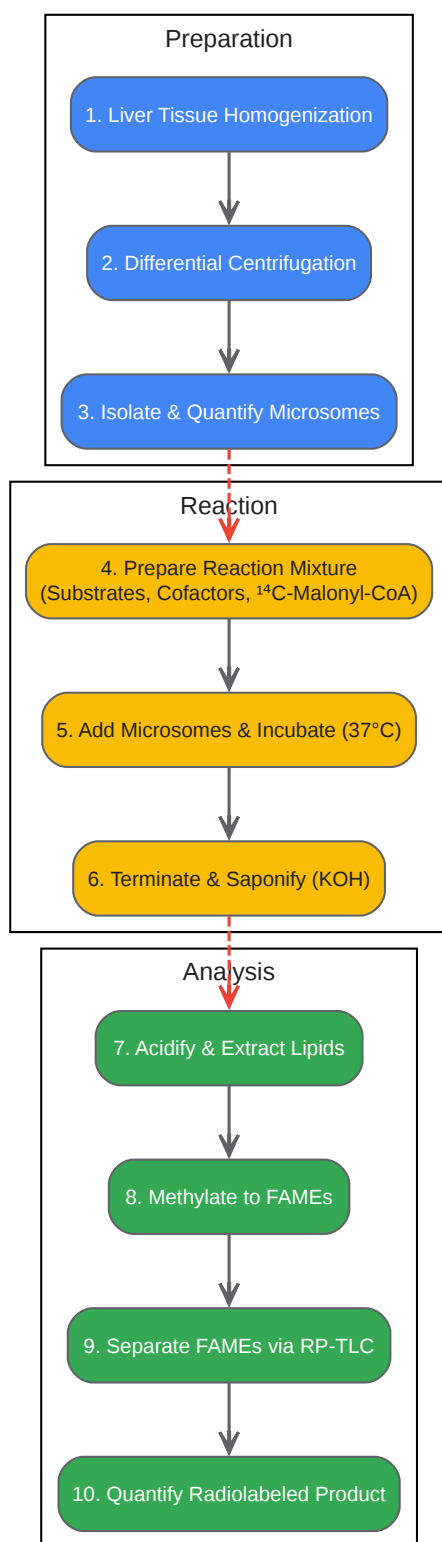 Preparation
1. Liver Tissue Homogenization
2. Differential Centrifugation
3. Isolate & Quantify Microsomes
Reaction
4. Prepare Reaction Mixture
(Substrates, Cofactors, ¹⁴C-Malonyl-CoA)
5. Add Microsomes & Incubate (37°C)
6. Terminate & Saponify (KOH)
Analysis
7. Acidify & Extract Lipids
8. Methylate to FAMEs
9. Separate FAMEs via RP-TLC
10. Quantify Radiolabeled Product